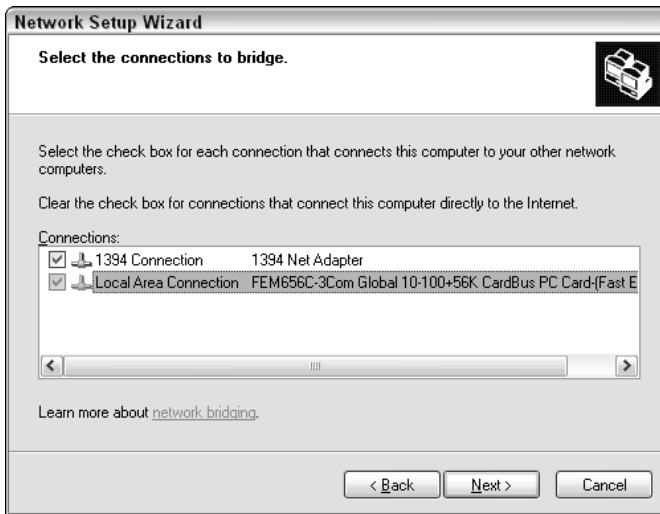 Network Setup Wizard
Select the connections to bridge.
Select the check box for each connection that connects this computer to your other network
computers.
Clear the check box for connections that connect this computer directly to the Internet.
Connections:
1394 Connection 1394 Net Adapter
Local Area Connection FEM656C-3Com Global 10-100+56K CardBus PC Card-(Fast E
Learn more about network bridging.
< Back Next > Cancel